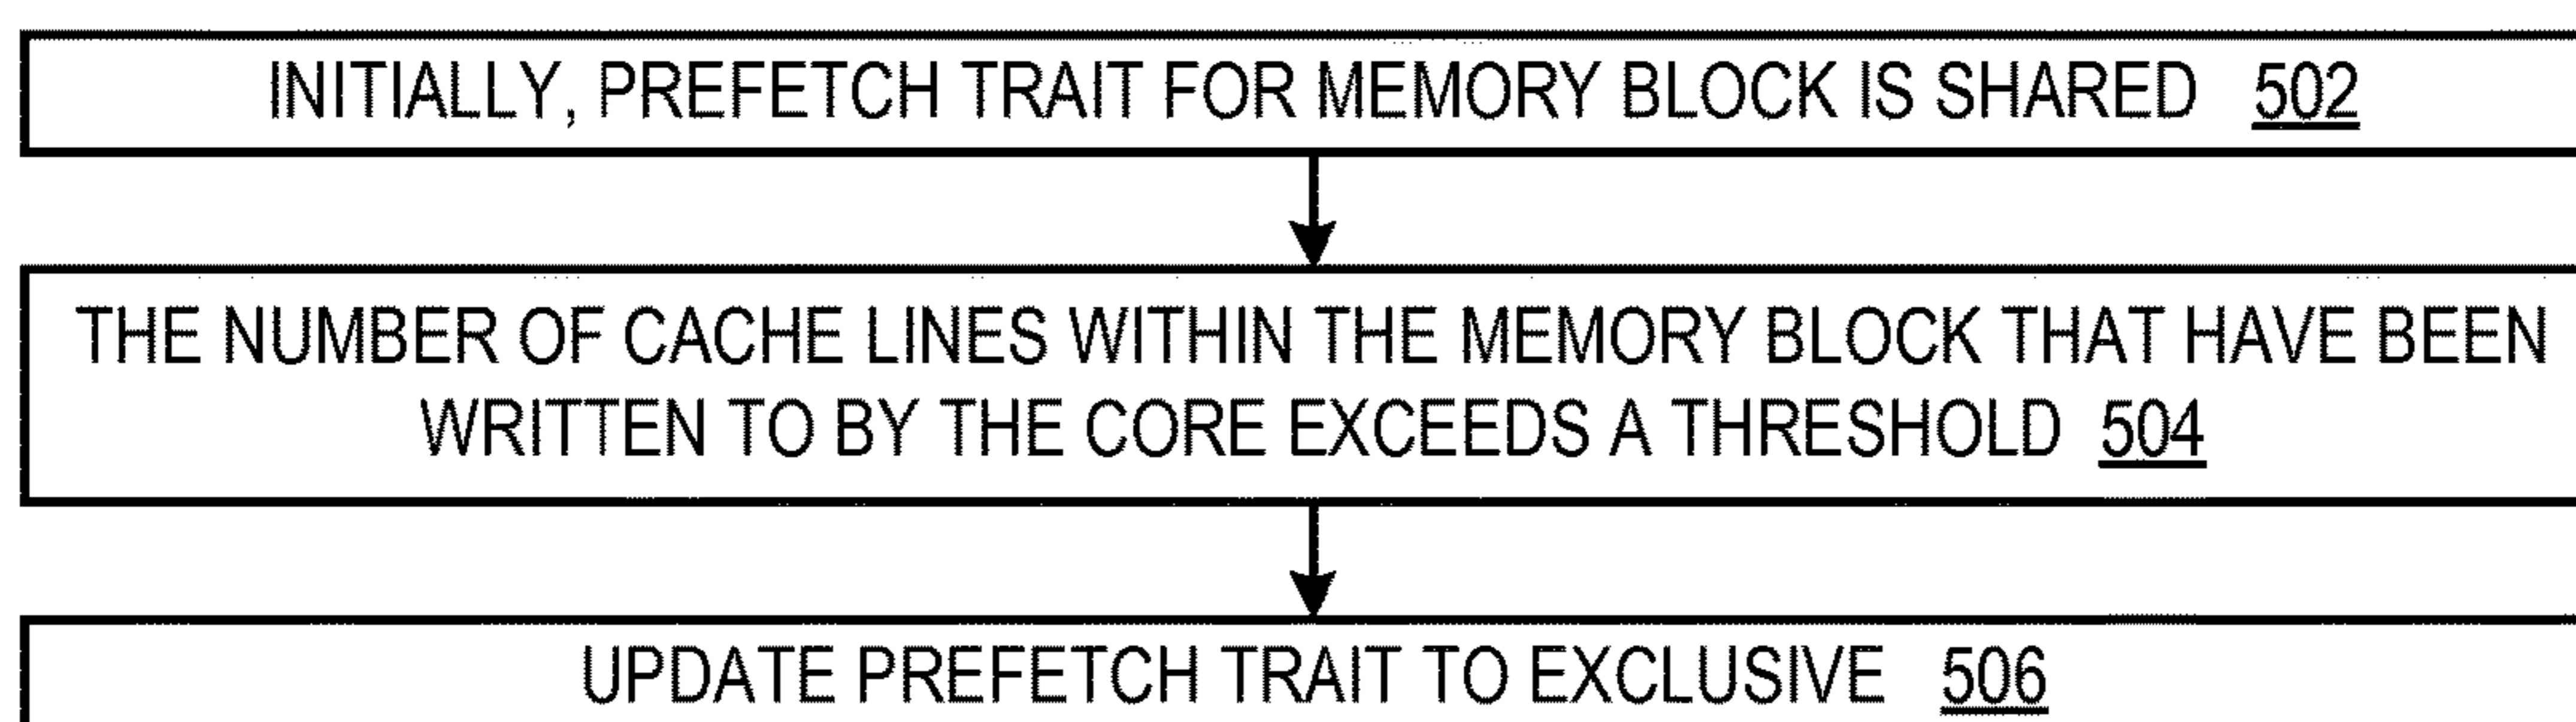 INITIALLY, PREFETCH TRAIT FOR MEMORY BLOCK IS SHARED 502
THE NUMBER OF CACHE LINES WITHIN THE MEMORY BLOCK THAT HAVE BEEN
WRITTEN TO BY THE CORE EXCEEDS A THRESHOLD 504
UPDATE PREFETCH TRAIT TO EXCLUSIVE 506